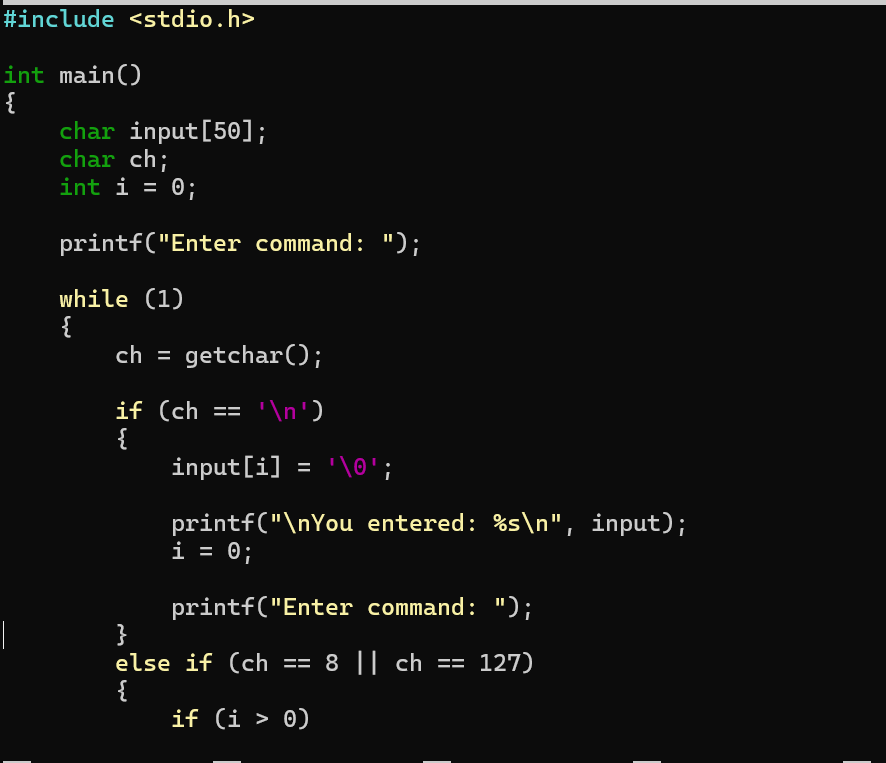 #include <stdio.h>

int main()
{
    char input[50];
    char ch;
    int i = 0;

    printf("Enter command: ");

    while (1)
    {
        ch = getchar();

        if (ch == '\n')
        {
            input[i] = '\0';

            printf("\nYou entered: %s\n", input);
            i = 0;

            printf("Enter command: ");
        }
        else if (ch == 8 || ch == 127)
        {
            if (i > 0)